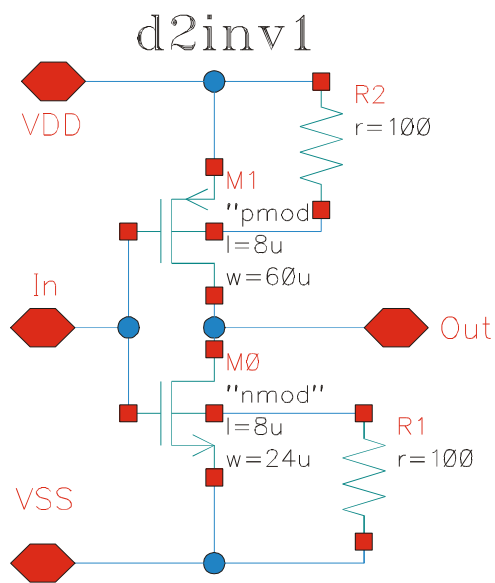 d2inv1
VDD
R2
r=100
M1
"pmod
l=8u
w=60u
In
Out
M0
"nmod"
l=8u
w=24u
R1
r=100
VSS